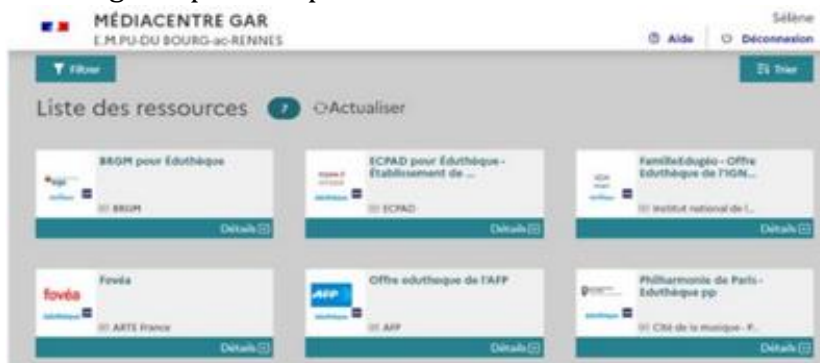 MÉDIACENTRE GAR
E.M.PU-DU BOURG-ac-RENNES
Sélène
Aide
Déconnexion
Filtrer
Trier
Liste des ressources 7 Actualiser
BRGM pour Éduthèque
BRGM
Détails
ECPAD pour Éduthèque -
Établissement de ...
ECPAD
Détails
FamilleEdugéo - Offre
Eduthèque de l'IGN...
Institut national de l...
Détails
fovéa
Fovéa
ARTE France
Détails
AFP
Offre eduthèque de l'AFP
AFP
Détails
Philharmonie de Paris -
Eduthèque pp
Cité de la musique - P...
Détails